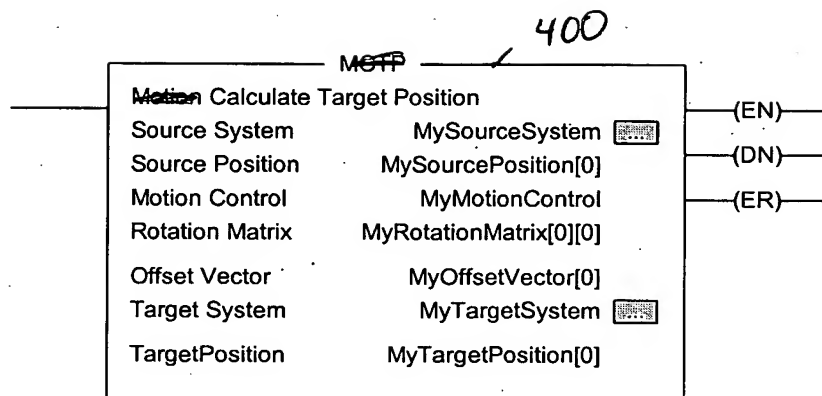 400
MCTP
Motion Calculate Target Position
(EN)
Source System MySourceSystem ...
(DN)
Source Position MySourcePosition[0]
Motion Control MyMotionControl
(ER)
Rotation Matrix MyRotationMatrix[0][0]
Offset Vector MyOffsetVector[0]
Target System MyTargetSystem ...
TargetPosition MyTargetPosition[0]